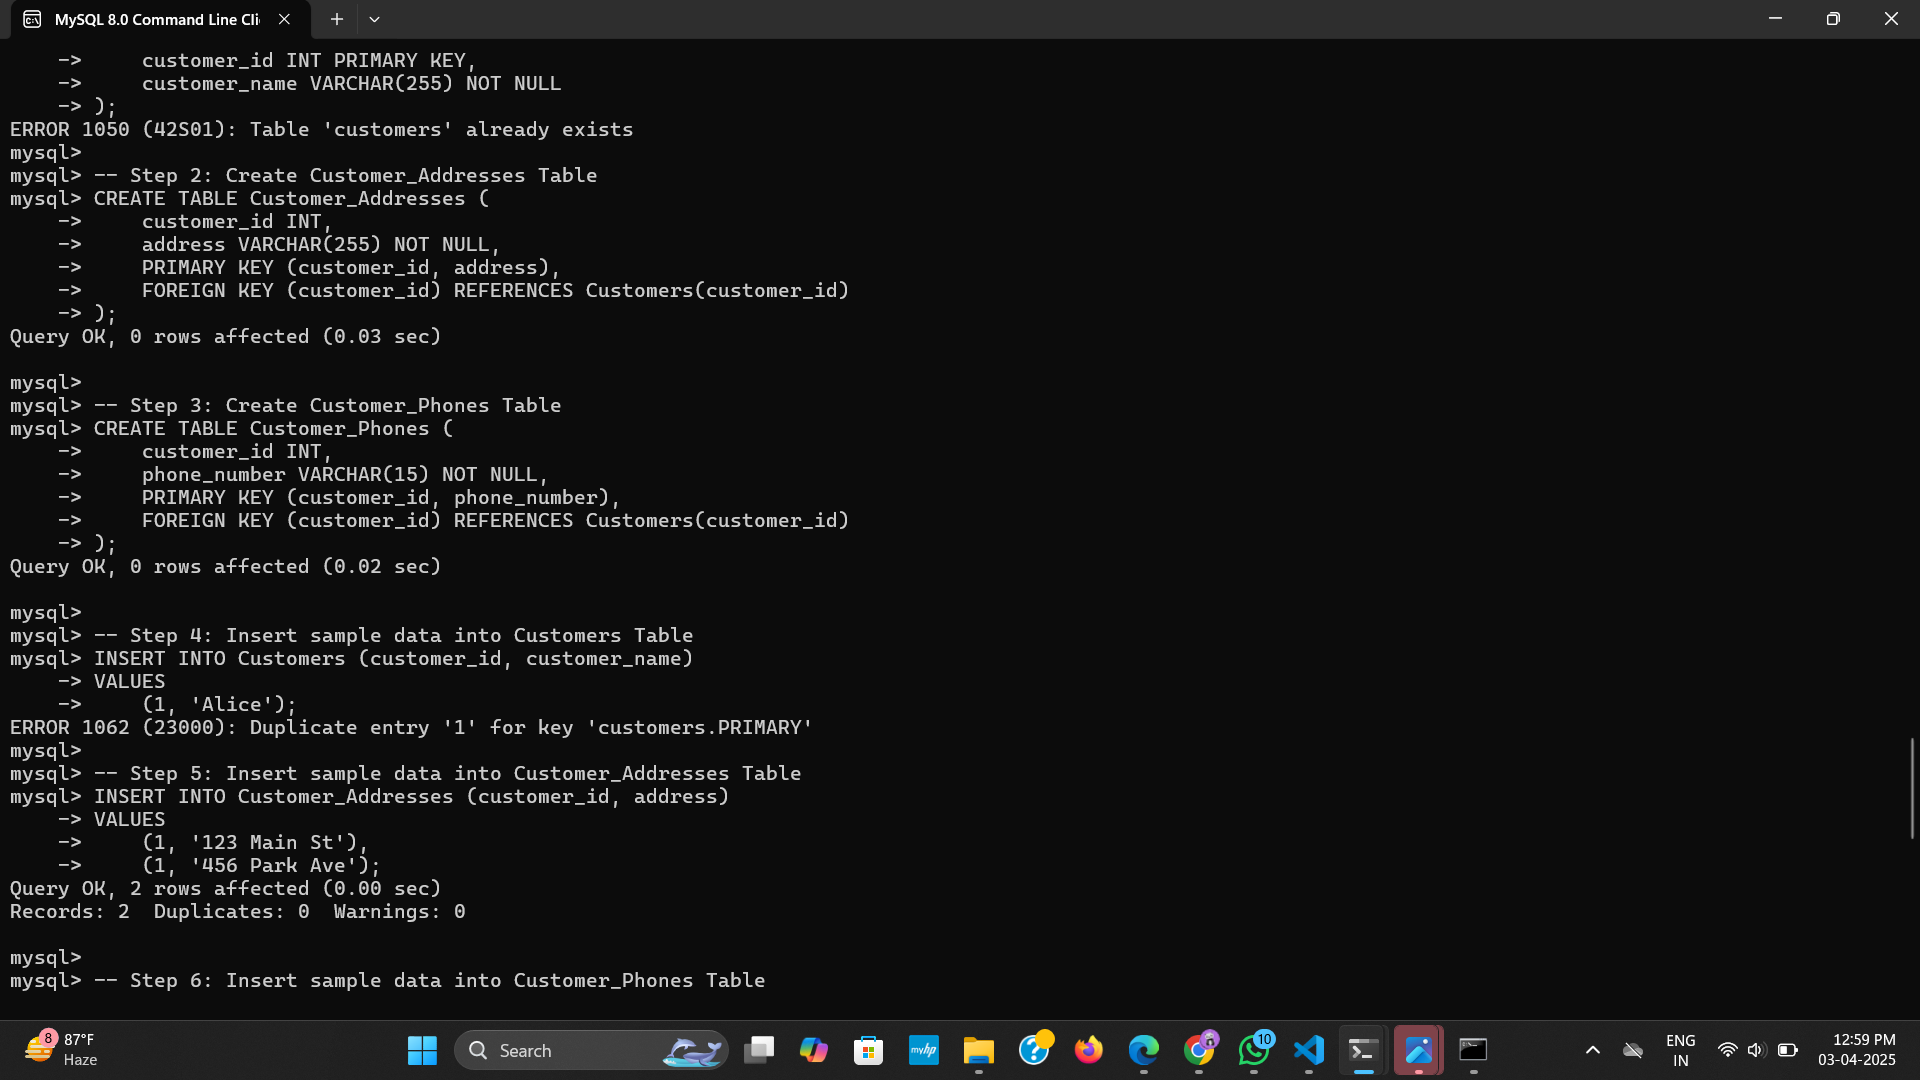 MySQL 8.0 Command Line Cli
    ->     customer_id INT PRIMARY KEY,
    ->     customer_name VARCHAR(255) NOT NULL
    -> );
ERROR 1050 (42S01): Table 'customers' already exists
mysql>
mysql> -- Step 2: Create Customer_Addresses Table
mysql> CREATE TABLE Customer_Addresses (
    ->     customer_id INT,
    ->     address VARCHAR(255) NOT NULL,
    ->     PRIMARY KEY (customer_id, address),
    ->     FOREIGN KEY (customer_id) REFERENCES Customers(customer_id)
    -> );
Query OK, 0 rows affected (0.03 sec)

mysql>
mysql> -- Step 3: Create Customer_Phones Table
mysql> CREATE TABLE Customer_Phones (
    ->     customer_id INT,
    ->     phone_number VARCHAR(15) NOT NULL,
    ->     PRIMARY KEY (customer_id, phone_number),
    ->     FOREIGN KEY (customer_id) REFERENCES Customers(customer_id)
    -> );
Query OK, 0 rows affected (0.02 sec)

mysql>
mysql> -- Step 4: Insert sample data into Customers Table
mysql> INSERT INTO Customers (customer_id, customer_name)
    -> VALUES
    ->     (1, 'Alice');
ERROR 1062 (23000): Duplicate entry '1' for key 'customers.PRIMARY'
mysql>
mysql> -- Step 5: Insert sample data into Customer_Addresses Table
mysql> INSERT INTO Customer_Addresses (customer_id, address)
    -> VALUES
    ->     (1, '123 Main St'),
    ->     (1, '456 Park Ave');
Query OK, 2 rows affected (0.00 sec)
Records: 2  Duplicates: 0  Warnings: 0

mysql>
mysql> -- Step 6: Insert sample data into Customer_Phones Table
8
87°F
Haze
Search
myhp
10
ENG
IN
12:59 PM
03-04-2025